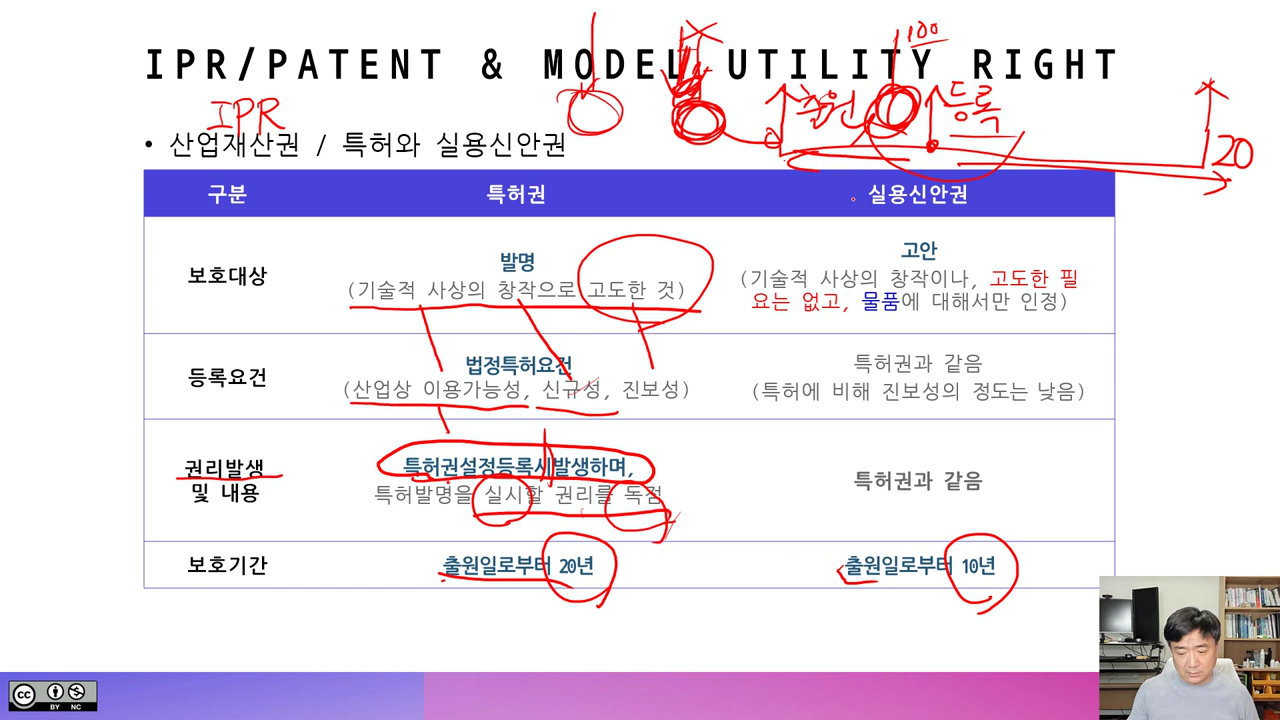 IPR/PATENT & MODEL UTILITY RIGHT
100
IPR
출원
등록
20
• 산업재산권 / 특허와 실용신안권
구분
특허권
실용신안권
보호대상
발명
(기술적 사상의 창작으로 고도한 것)
고안
(기술적 사상의 창작이나, 고도한 필
요는 없고, 물품에 대해서만 인정)
등록요건
법정특허요건
(산업상 이용가능성, 신규성, 진보성)
특허권과 같음
(특허에 비해 진보성의 정도는 낮음)
권리발생
및 내용
특허권설정등록시발생하며,
특허발명을 실시할 권리를 독점
특허권과 같음
보호기간
출원일로부터 20년
출원일로부터 10년
cc
BY NC